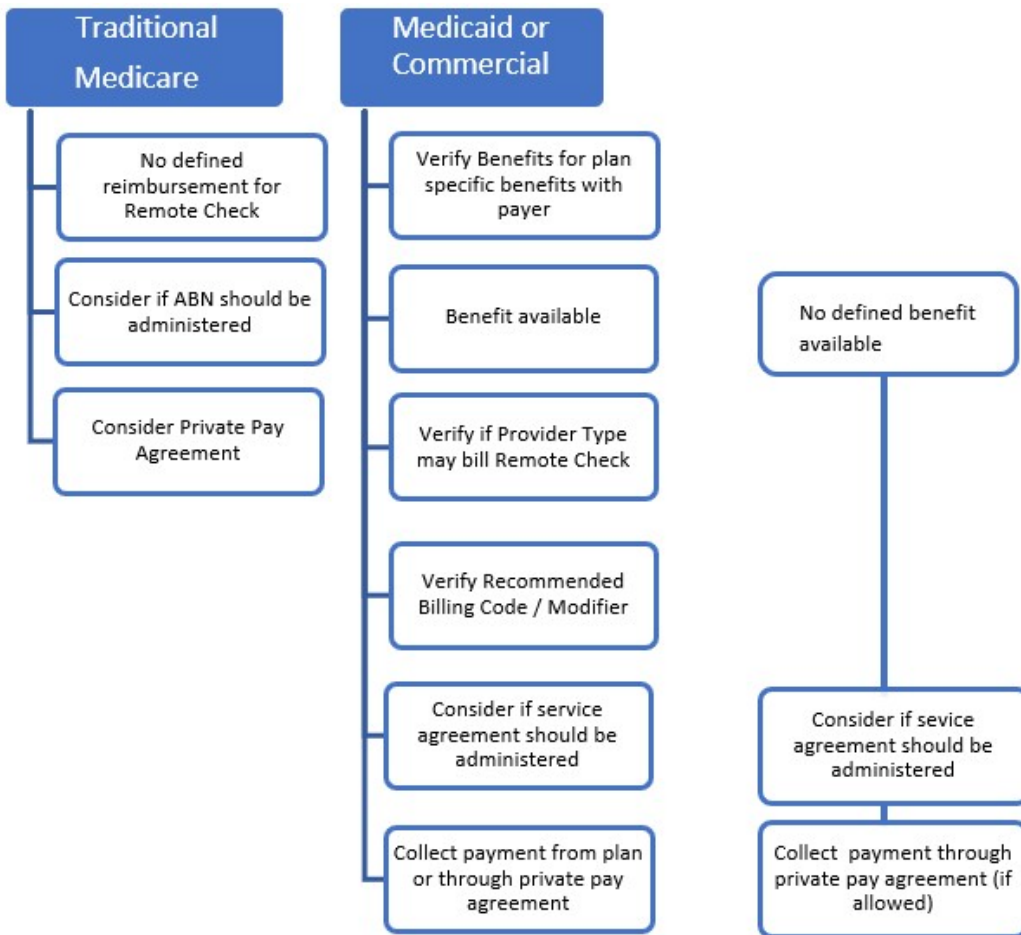 Traditional
Medicare
No defined
reimbursement for
Remote Check
Consider if ABN should be
administered
Consider Private Pay
Agreement
Medicaid or
Commercial
Verify Benefits for plan
specific benefits with
payer
Benefit available
Verify if Provider Type
may bill Remote Check
Verify Recommended
Billing Code / Modifier
Consider if service
agreement should be
administered
Collect payment from plan
or through private pay
agreement
No defined benefit
available
Consider if sevice
agreement should be
administered
Collect payment through
private pay agreement (if
allowed)